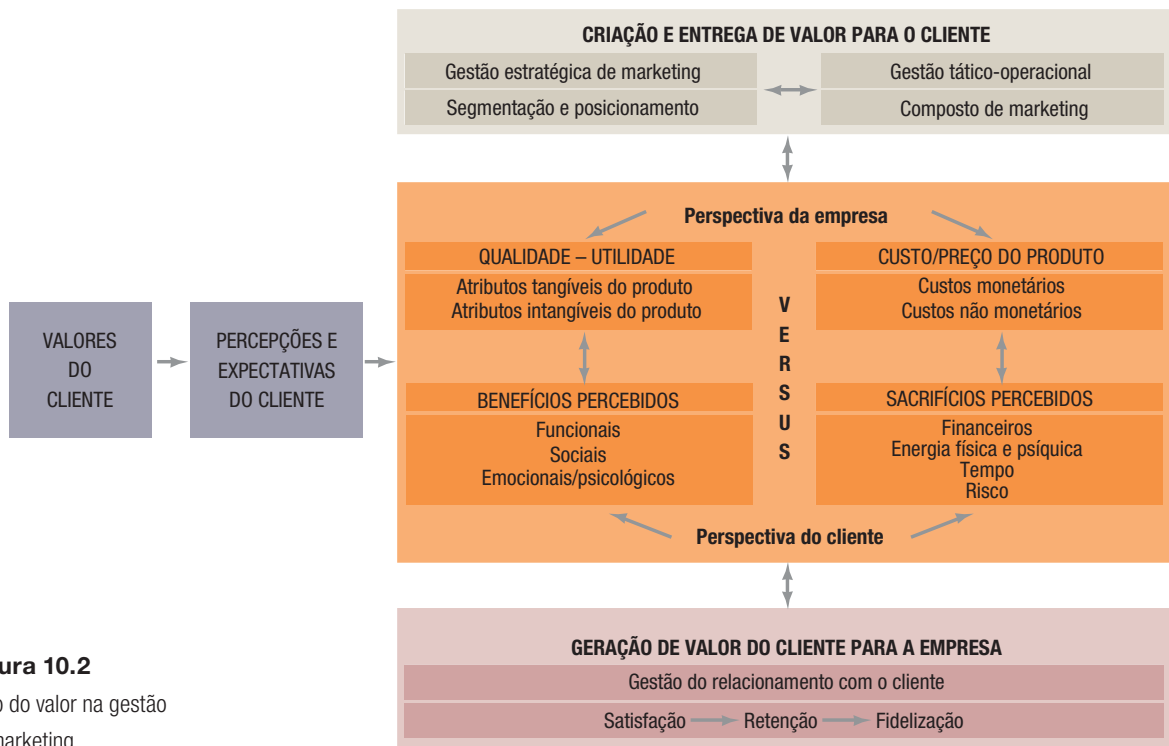 CRIAÇÃO E ENTREGA DE VALOR PARA O CLIENTE
Gestão estratégica de marketing
Segmentação e posicionamento
Gestão tático-operacional
Composto de marketing
VALORES
DO
CLIENTE
PERCEPÇÕES E
EXPECTATIVAS
DO CLIENTE
Perspectiva da empresa
QUALIDADE – UTILIDADE
Atributos tangíveis do produto
Atributos intangíveis do produto
BENEFÍCIOS PERCEBIDOS
Funcionais
Sociais
Emocionais/psicológicos
V
E
R
S
U
S
CUSTO/PREÇO DO PRODUTO
Custos monetários
Custos não monetários
SACRIFÍCIOS PERCEBIDOS
Financeiros
Energia física e psíquica
Tempo
Risco
Perspectiva do cliente
GERAÇÃO DE VALOR DO CLIENTE PARA A EMPRESA
Gestão do relacionamento com o cliente
Satisfação Retenção Fidelização
ura 10.2
o do valor na gestão
marketing